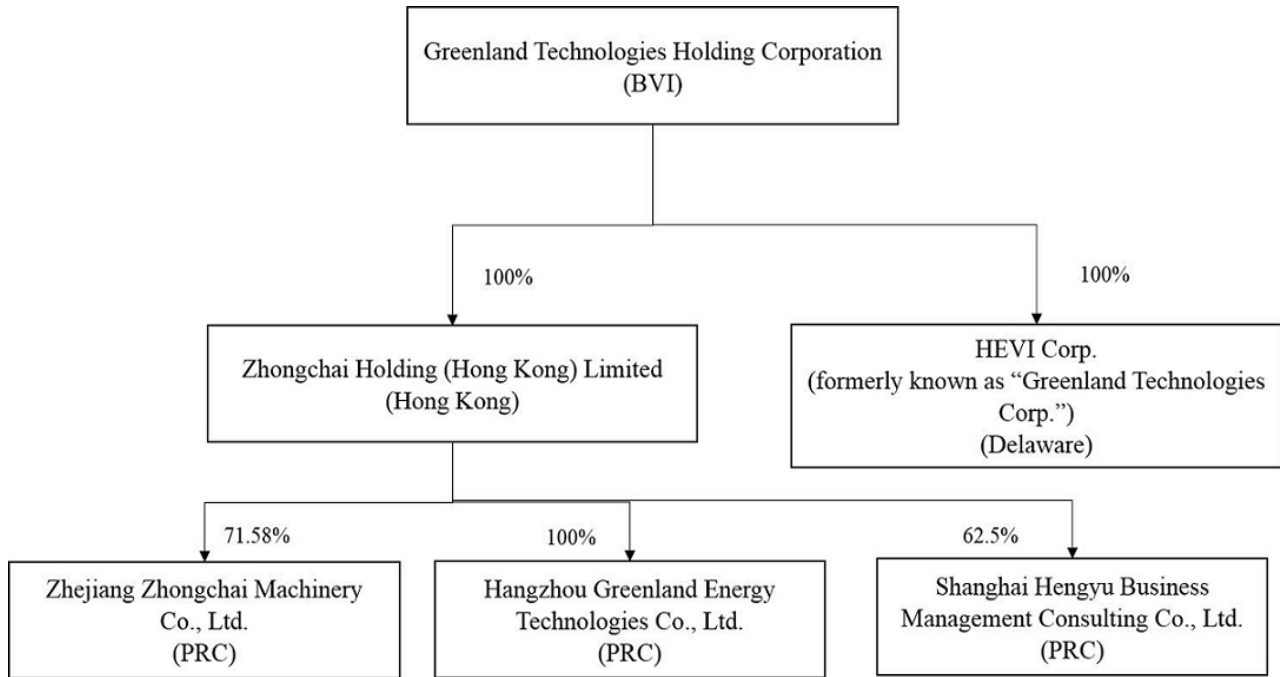 Greenland Technologies Holding Corporation
(BVI)
100%
100%
Zhongchai Holding (Hong Kong) Limited
(Hong Kong)
HEVI Corp.
(formerly known as “Greenland Technologies
Corp.”)
(Delaware)
71.58%
100%
62.5%
Zhejiang Zhongchai Machinery
Co., Ltd.
(PRC)
Hangzhou Greenland Energy
Technologies Co., Ltd.
(PRC)
Shanghai Hengyu Business
Management Consulting Co., Ltd.
(PRC)